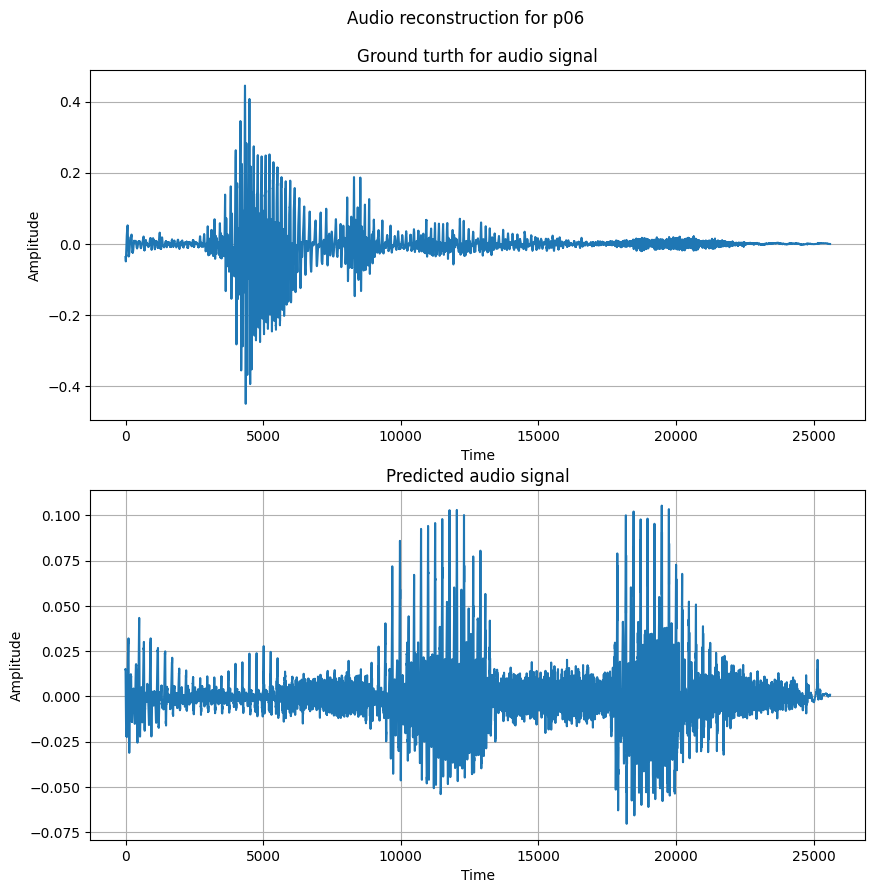 Audio reconstruction for p06
Ground turth for audio signal
0.4
0.2
0.0
−0.2
−0.4
Amplitude
0 5000 10000 15000 20000 25000
Time
Predicted audio signal
0.100
0.075
0.050
0.025
0.000
−0.025
−0.050
−0.075
Amplitude
0 5000 10000 15000 20000 25000
Time